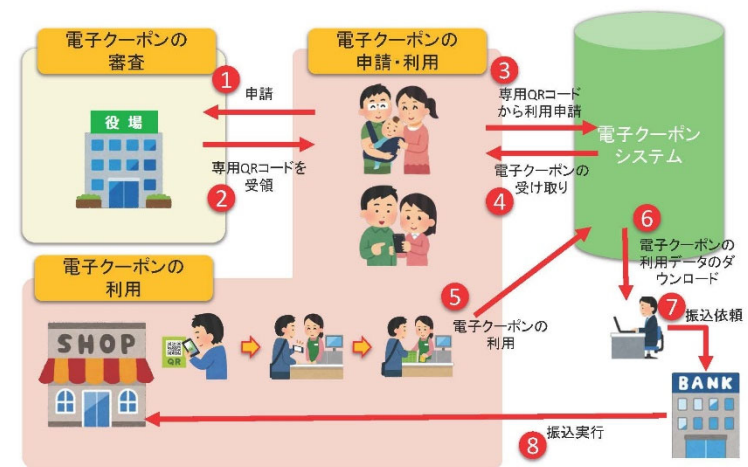 電子クーポンの
審査
電子クーポンの
申請・利用
1
申請
役場
専用QRコードを
受領
2
3
専用QRコード
から利用申請
電子クーポン
システム
電子クーポンの
受け取り
4
6
電子クーポンの
利用データのダ
ウンロード
電子クーポンの
利用
5
電子クーポンの
利用
7
振込依頼
SHOP
QR
BANK
8
振込実行